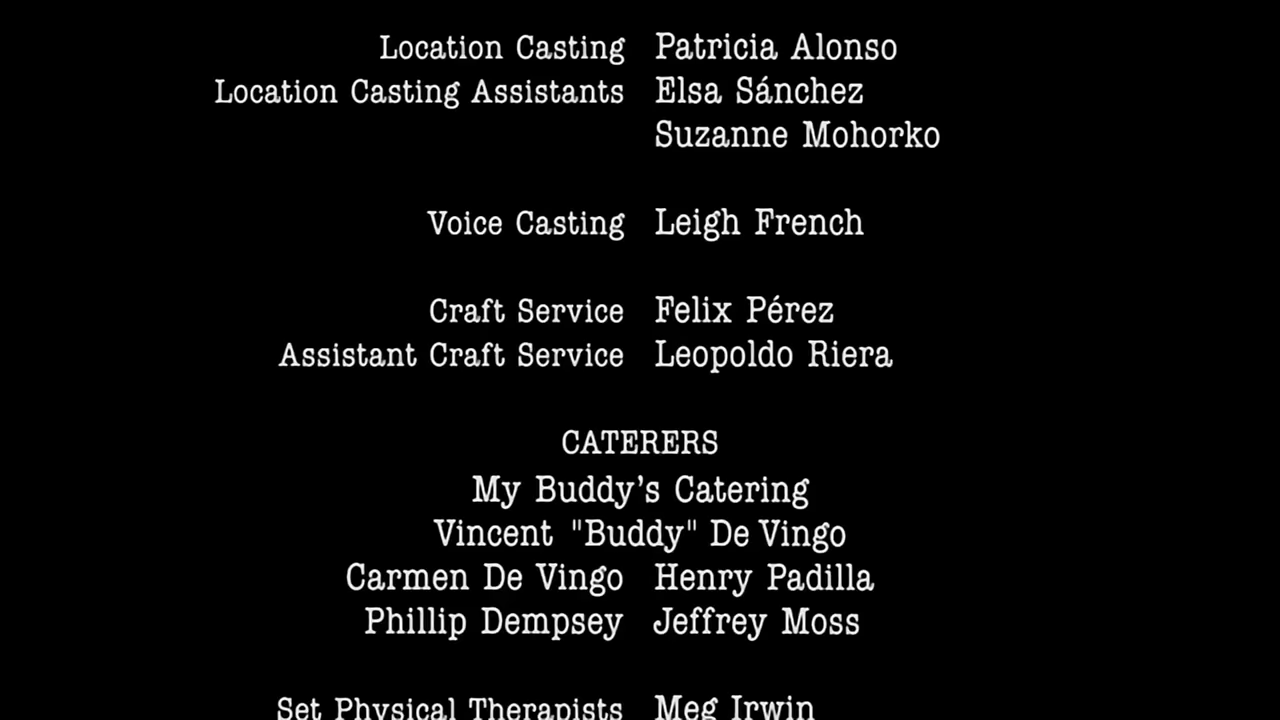 Location Casting Patricia Alonso
Location Casting Assistants Elsa Sánchez
Suzanne Mohorko
Voice Casting Leigh French
Craft Service Felix Pérez
Assistant Craft Service Leopoldo Riera
CATERERS
My Buddy's Catering
Vincent "Buddy" De Vingo
Carmen De Vingo Henry Padilla
Phillip Dempsey Jeffrey Moss
Set Physical Therapists Meg Irwin